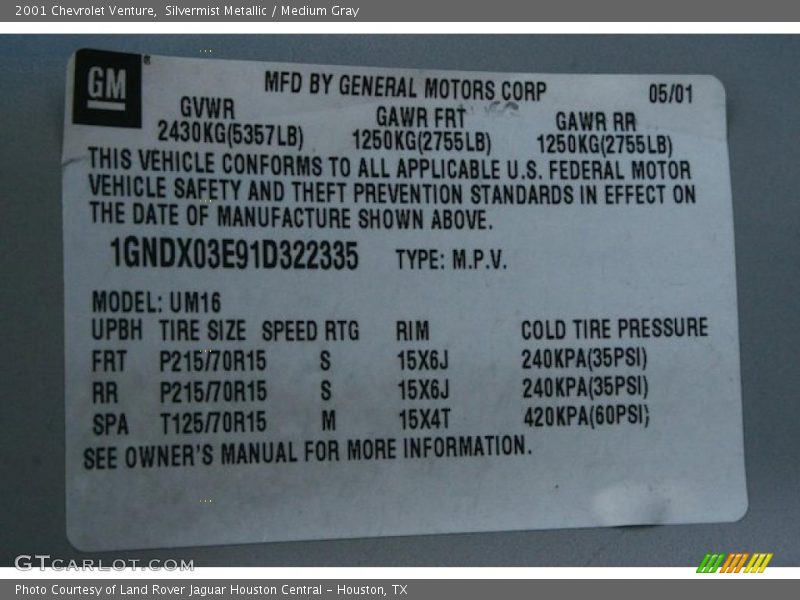 2001 Chevrolet Venture, Silvermist Metallic / Medium Gray
GM ®
MFD BY GENERAL MOTORS CORP 05/01
GVWR GAWR FRT GAWR RR
2430KG(5357LB) 1250KG(2755LB) 1250KG(2755LB)
THIS VEHICLE CONFORMS TO ALL APPLICABLE U.S. FEDERAL MOTOR
VEHICLE SAFETY AND THEFT PREVENTION STANDARDS IN EFFECT ON
THE DATE OF MANUFACTURE SHOWN ABOVE.
1GNDX03E91D322335 TYPE: M.P.V.
MODEL: UM16
UPBH TIRE SIZE SPEED RTG RIM COLD TIRE PRESSURE
FRT P215/70R15 S 15X6J 240KPA(35PSI)
RR P215/70R15 S 15X6J 240KPA(35PSI)
SPA T125/70R15 M 15X4T 420KPA(60PSI)
SEE OWNER'S MANUAL FOR MORE INFORMATION.
GTCARLOT.COM
Photo Courtesy of Land Rover Jaguar Houston Central – Houston, TX